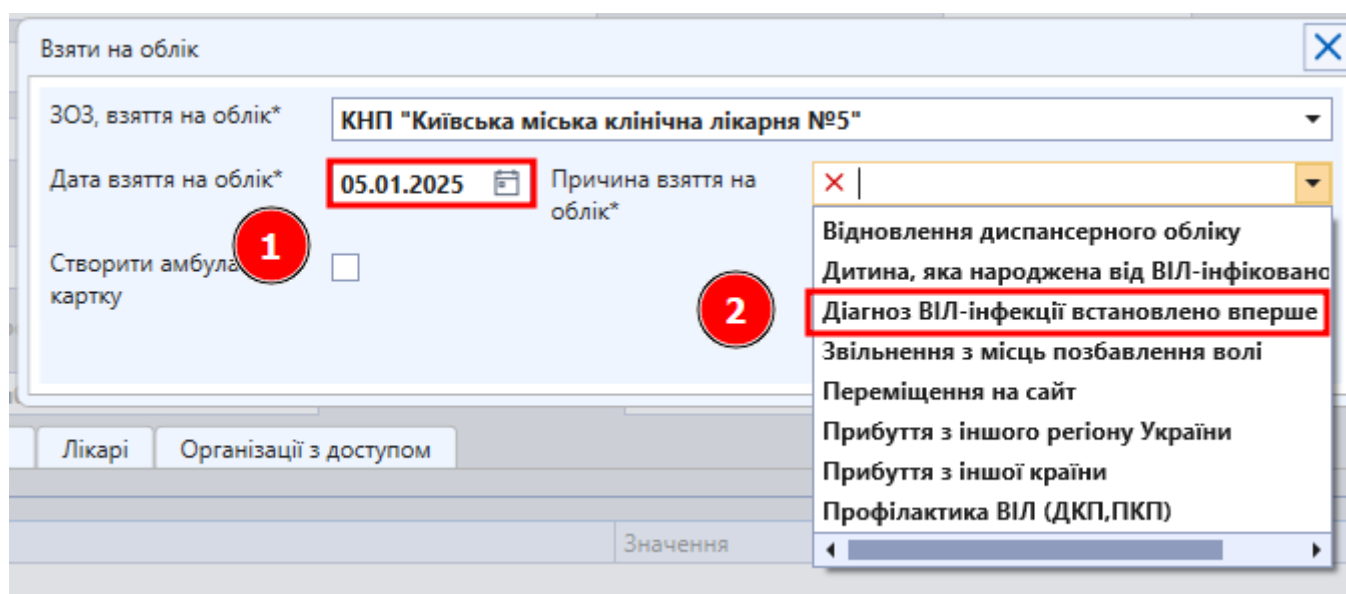 Взяти на облік
ЗОЗ, взяття на облік*
КНП "Київська міська клінічна лікарня №5"
Дата взяття на облік*
05.01.2025
Причина взяття на
облік*
1
Створити
картку
2
Відновлення диспансерного обліку
Дитина, яка народжена від
Діагноз ВІЛ-інфекції встановлено вперше
Звільнення з місць позбавлення волі
Переміщення на сайт
Прибуття з іншого регіону України
Прибуття з іншої країни
Профілактика ВІЛ (ДКП,ПКП)
Лікарі
Організації з доступом
Значення